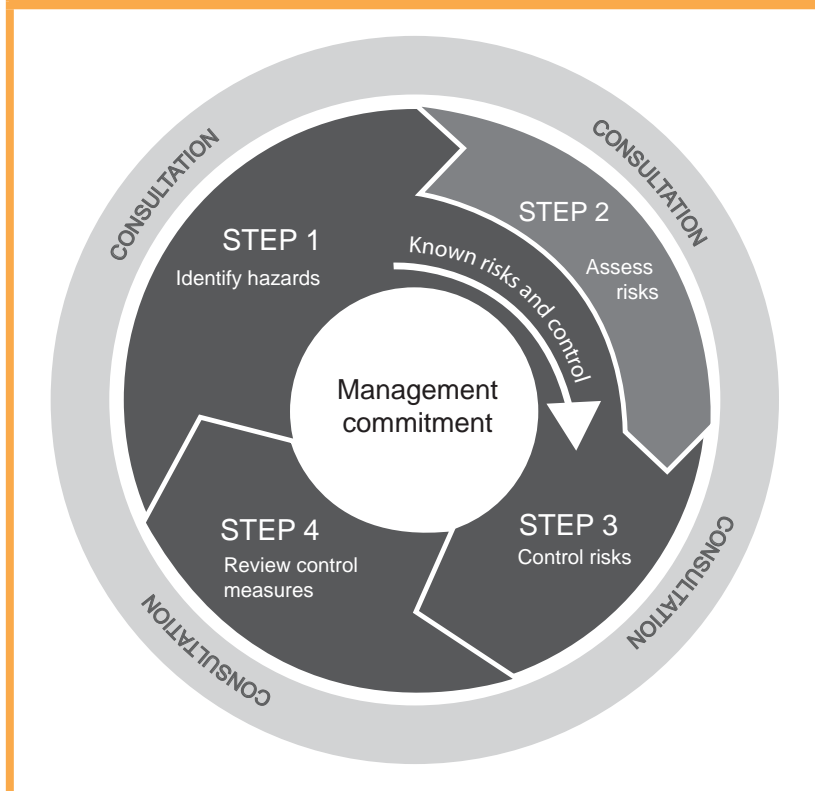 CONSULTATION
CONSULTATION
STEP 1
Identify hazards
STEP 2
Assess
risks
Known risks and control
Management
commitment
STEP 3
Control risks
STEP 4
Review control
measures
CONSULTATION
CONSULTATION